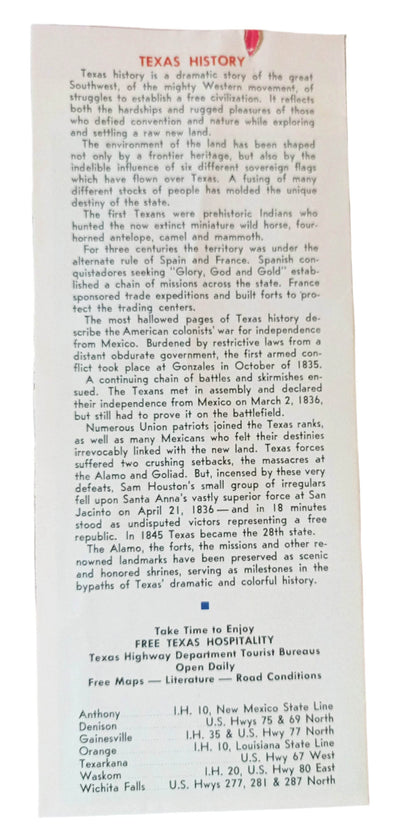 TEXAS HISTORY
Texas history is a dramatic story of the great
Southwest, of the mighty Western movement, of
struggles to establish a free civilization. It reflects
both the hardships and rugged pleasures of those
who defied convention and nature while exploring
and settling a raw new land.
The environment of the land has been shaped
not only by a frontier heritage, but also by the
indelible influence of six different sovereign flags
which have flown over Texas. A fusing of many
different stocks of people has molded the unique
destiny of the state.
The first Texans were prehistoric Indians who
hunted the now extinct miniature wild horse, four-
horned antelope, camel and mammoth.
For three centuries the territory was under the
alternate rule of Spain and France. Spanish con-
quistadores seeking "Glory, God and Gold" estab-
lished a chain of missions across the state. France
sponsored trade expeditions and built forts to pro-
tect the trading centers.
The most hallowed pages of Texas history de-
scribe the American colonists' war for independence
from Mexico. Burdened by restrictive laws from a
distant obdurate government, the first armed con-
flict took place at Gonzales in October of 1835.
A continuing chain of battles and skirmishes en-
sued. The Texans met in assembly and declared
their independence from Mexico on March 2, 1836,
but still had to prove it on the battlefield.
Numerous Union patriots joined the Texas ranks,
as well as many Mexicans who felt their destinies
irrevocably linked with the new land. Texas forces
suffered two crushing setbacks, the massacres at
the Alamo and Goliad. But, incensed by these very
defeats, Sam Houston's small group of irregulars
fell upon Santa Anna's vastly superior force at San
Jacinto on April 21, 1836 — and in 18 minutes
stood as undisputed victors representing a free
republic. In 1845 Texas became the 28th state.
The Alamo, the forts, the missions and other re-
nowned landmarks have been preserved as scenic
and honored shrines, serving as milestones in the
bypaths of Texas' dramatic and colorful history.
Take Time to Enjoy
FREE TEXAS HOSPITALITY
Texas Highway Department Tourist Bureaus
Open Daily
Free Maps — Literature — Road Conditions
Anthony I.H. 10, New Mexico State Line
Denison U.S. Hwys 75 & 69 North
Gainesville I.H. 35 & U.S. Hwy 77 North
Orange I.H. 10, Louisiana State Line
Texarkana U.S. Hwy 67 West
Waskom I.H. 20, U.S. Hwy 80 East
Wichita Falls U.S. Hwys 277, 281 & 287 North